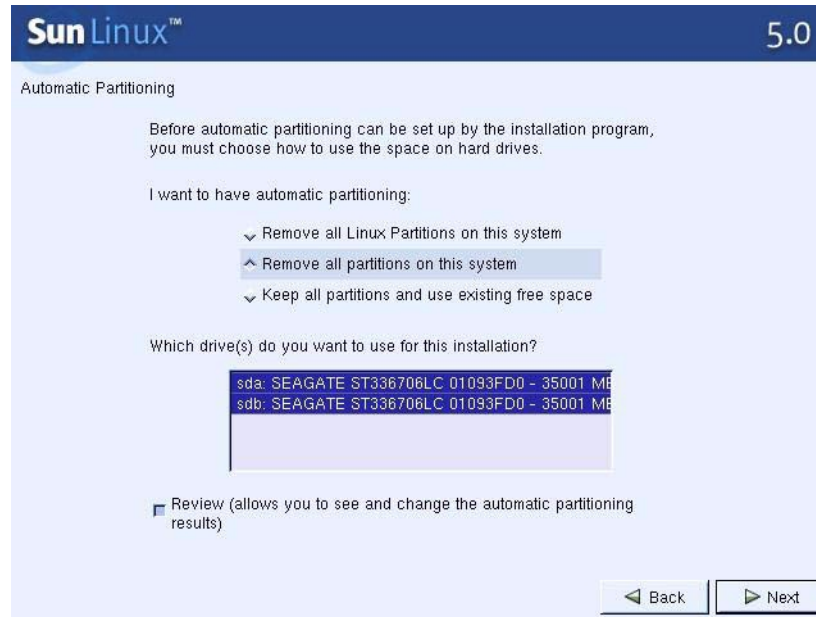 Sun Linux™
5.0
Automatic Partitioning
Before automatic partitioning can be set up by the installation program,
you must choose how to use the space on hard drives.
I want to have automatic partitioning:
Remove all Linux Partitions on this system
Remove all partitions on this system
Keep all partitions and use existing free space
Which drive(s) do you want to use for this installation?
sda: SEAGATE ST336706LC 01093FD0 - 35001 ME
sdb: SEAGATE ST336706LC 01093FD0 - 35001 ME
Review (allows you to see and change the automatic partitioning
results)
Back
Next